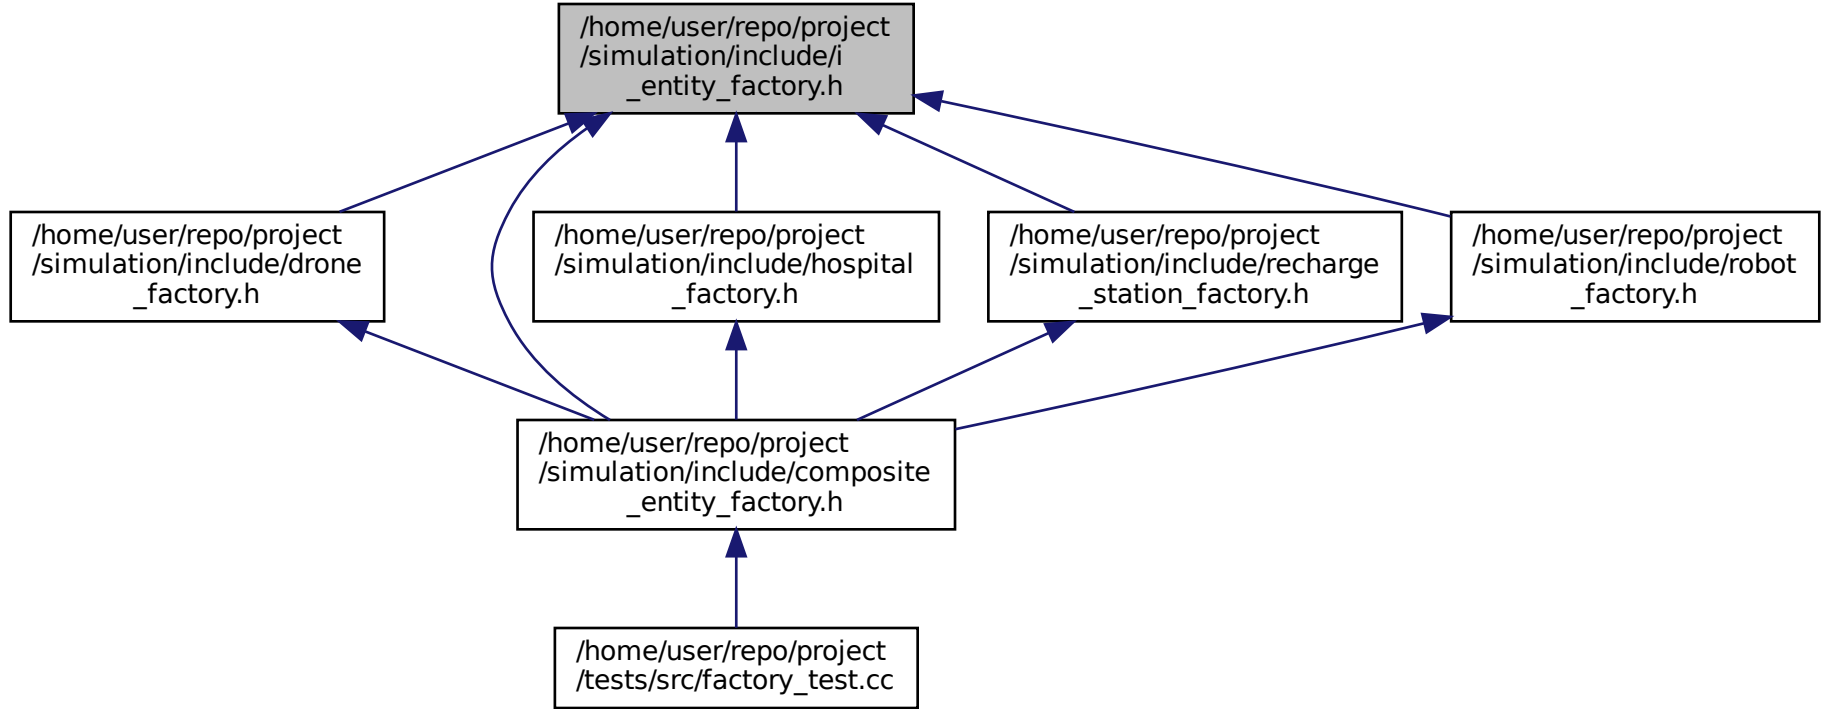 /home/user/repo/project
/simulation/include/i
_entity_factory.h
/home/user/repo/project
/simulation/include/drone
_factory.h
/home/user/repo/project
/simulation/include/hospital
_factory.h
/home/user/repo/project
/simulation/include/recharge
_station_factory.h
/home/user/repo/project
/simulation/include/robot
_factory.h
/home/user/repo/project
/simulation/include/composite
_entity_factory.h
/home/user/repo/project
/tests/src/factory_test.cc